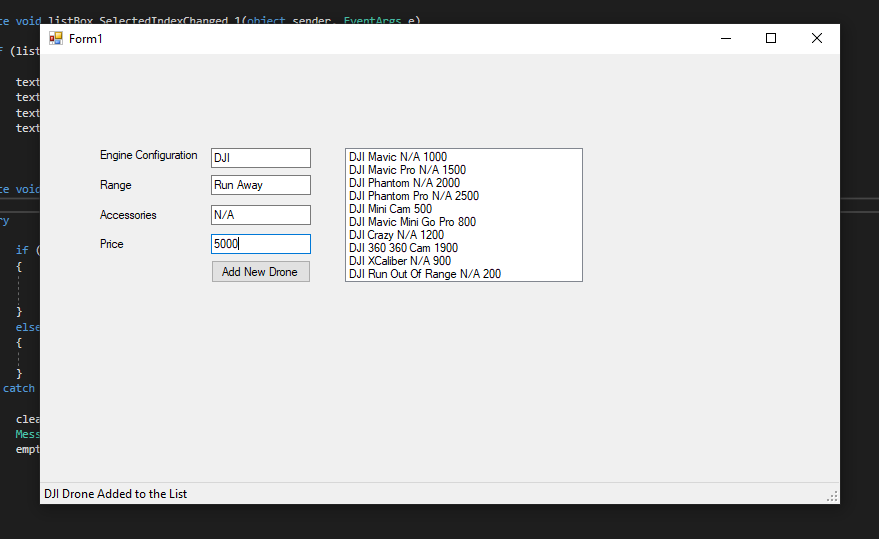 te void listBox_SelectedIndexChanged_1(object sender, EventArgs e)
Form1
f (list
text
text
text
text
Engine Configuration DJI
Range Run Away
Accessories N/A
Price 5000
Add New Drone
DJI Mavic N/A 1000
DJI Mavic Pro N/A 1500
DJI Phantom N/A 2000
DJI Phantom Pro N/A 2500
DJI Mini Cam 500
DJI Mavic Mini Go Pro 800
DJI Crazy N/A 1200
DJI 360 360 Cam 1900
DJI XCaliber N/A 900
DJI Run Out Of Range N/A 200
te void
ry
if (
{
}
else
{
}
catch
clea
Mess
empt
DJI Drone Added to the List